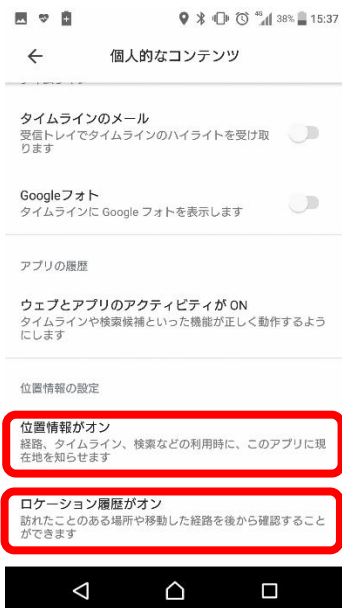 4G 38% 15:37
個人的なコンテンツ
タイムラインのメール
受信トレイでタイムラインのハイライトを受け取
ります
Googleフォト
タイムラインに Google フォトを表示します
アプリの履歴
ウェブとアプリのアクティビティが ON
タイムラインや検索候補といった機能が正しく動作するよう
にします
位置情報の設定
位置情報がオン
経路、タイムライン、検索などの利用時に、このアプリに現
在地を知らせます
ロケーション履歴がオン
訪れたことのある場所や移動した経路を後から確認すること
ができます